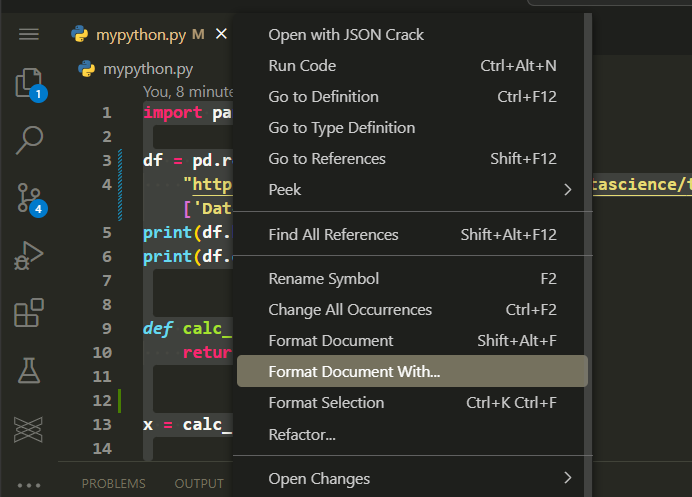 mypython.py M
mypython.py
You, 8 minute
1 import pa
2
3 df = pd.r
4 "http
tascience/t
['Dat
5 print(df.
6 print(df.
7
8
9 def calc_
10 retur
11
12
13 x = calc_
14
1
4
Open with JSON Crack
Run Code Ctrl+Alt+N
Go to Definition Ctrl+F12
Go to Type Definition
Go to References Shift+F12
Peek
Find All References Shift+Alt+F12
Rename Symbol F2
Change All Occurrences Ctrl+F2
Format Document Shift+Alt+F
Format Document With...
Format Selection Ctrl+K Ctrl+F
Refactor...
Open Changes
PROBLEMS OUTPUT